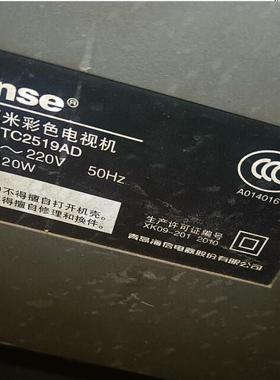 nse®
米彩色电视机
TC2519AD
~220V 50Hz
20W
A014016
不得擅自打开机壳。
得擅自修理和换件。
生产许可证编号
XK09-201 2010
青岛海信电器股份有限公司